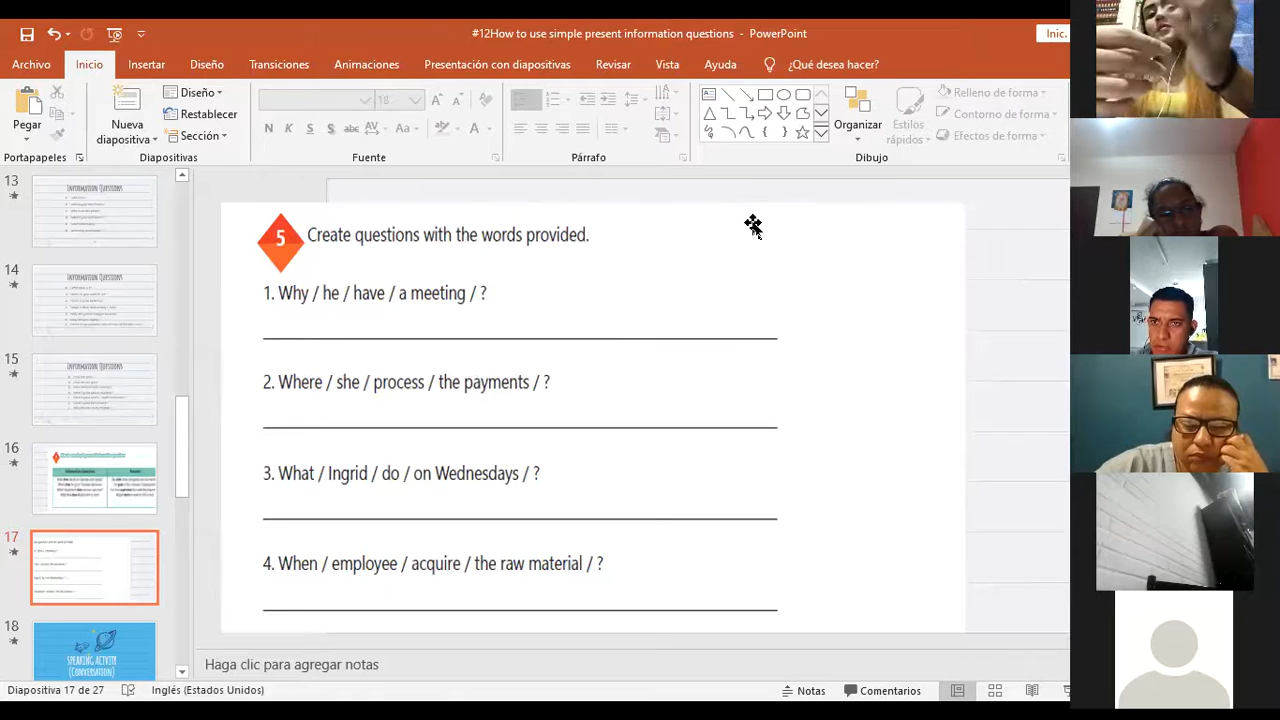 #12How to use simple present information questions - PowerPoint
Inic.
Archivo Inicio Insertar Diseño Transiciones Animaciones Presentación con diapositivas Revisar Vista Ayuda ¿Qué desea hacer?
Pegar
Nueva diapositiva
Diseño
Restablecer
Sección
18
N K S S abc AV Aa
Organizar
Estilos rápidos
Relleno de forma
Contorno de forma
Efectos de forma
Portapapeles Diapositivas Fuente Párrafo Dibujo
13
INFORMATION QUESTIONS
14
INFORMATION QUESTIONS
15
16
17
18
SPEAKING ACTIVITY
(CONVERSATION)
5 Create questions with the words provided.
1. Why / he / have / a meeting / ?
2. Where / she / process / the payments / ?
3. What / Ingrid / do / on Wednesdays / ?
4. When / employee / acquire / the raw material / ?
Haga clic para agregar notas
Diapositiva 17 de 27 Inglés (Estados Unidos) Notas Comentarios